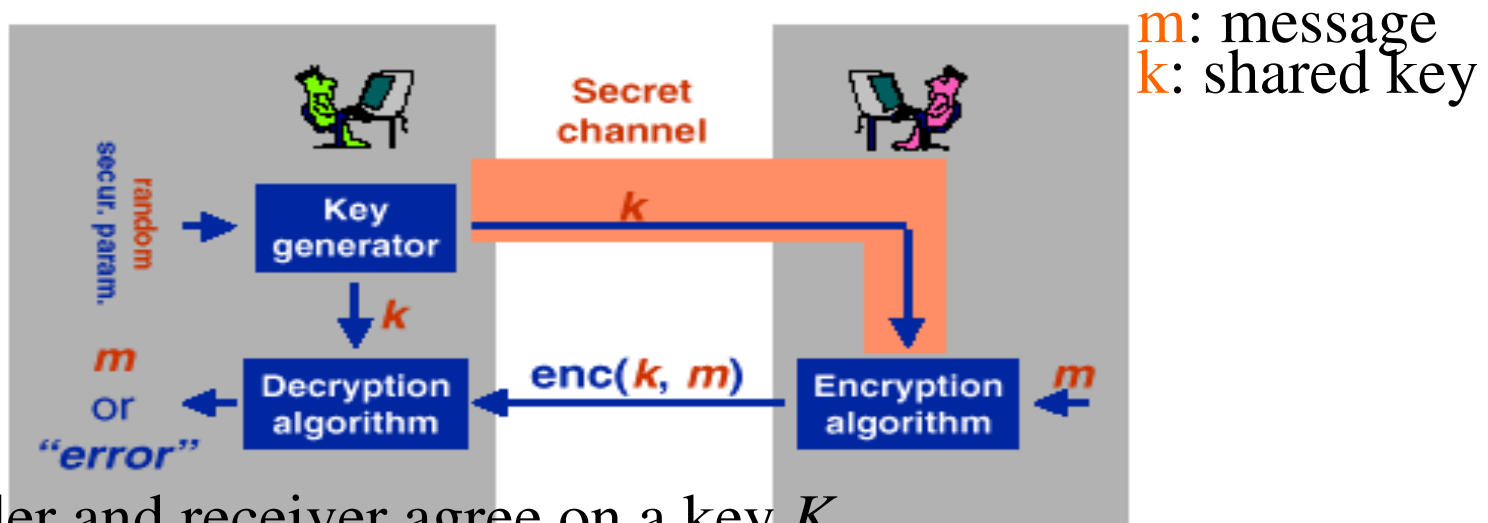 m: message
k: shared key
Secret
channel
random
secur. param.
Key
generator
k
k
m
or
“error”
Decryption
algorithm
enc(k, m)
Encryption
algorithm
m
and receiver agree on a key K